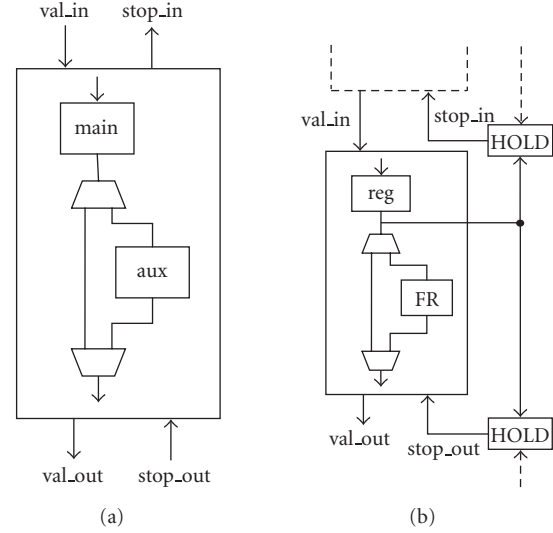 val_in
stop_in
main
aux
val_out
stop_out
(a)
val_in
stop_in
HOLD
reg
FR
HOLD
val_out
stop_out
(b)